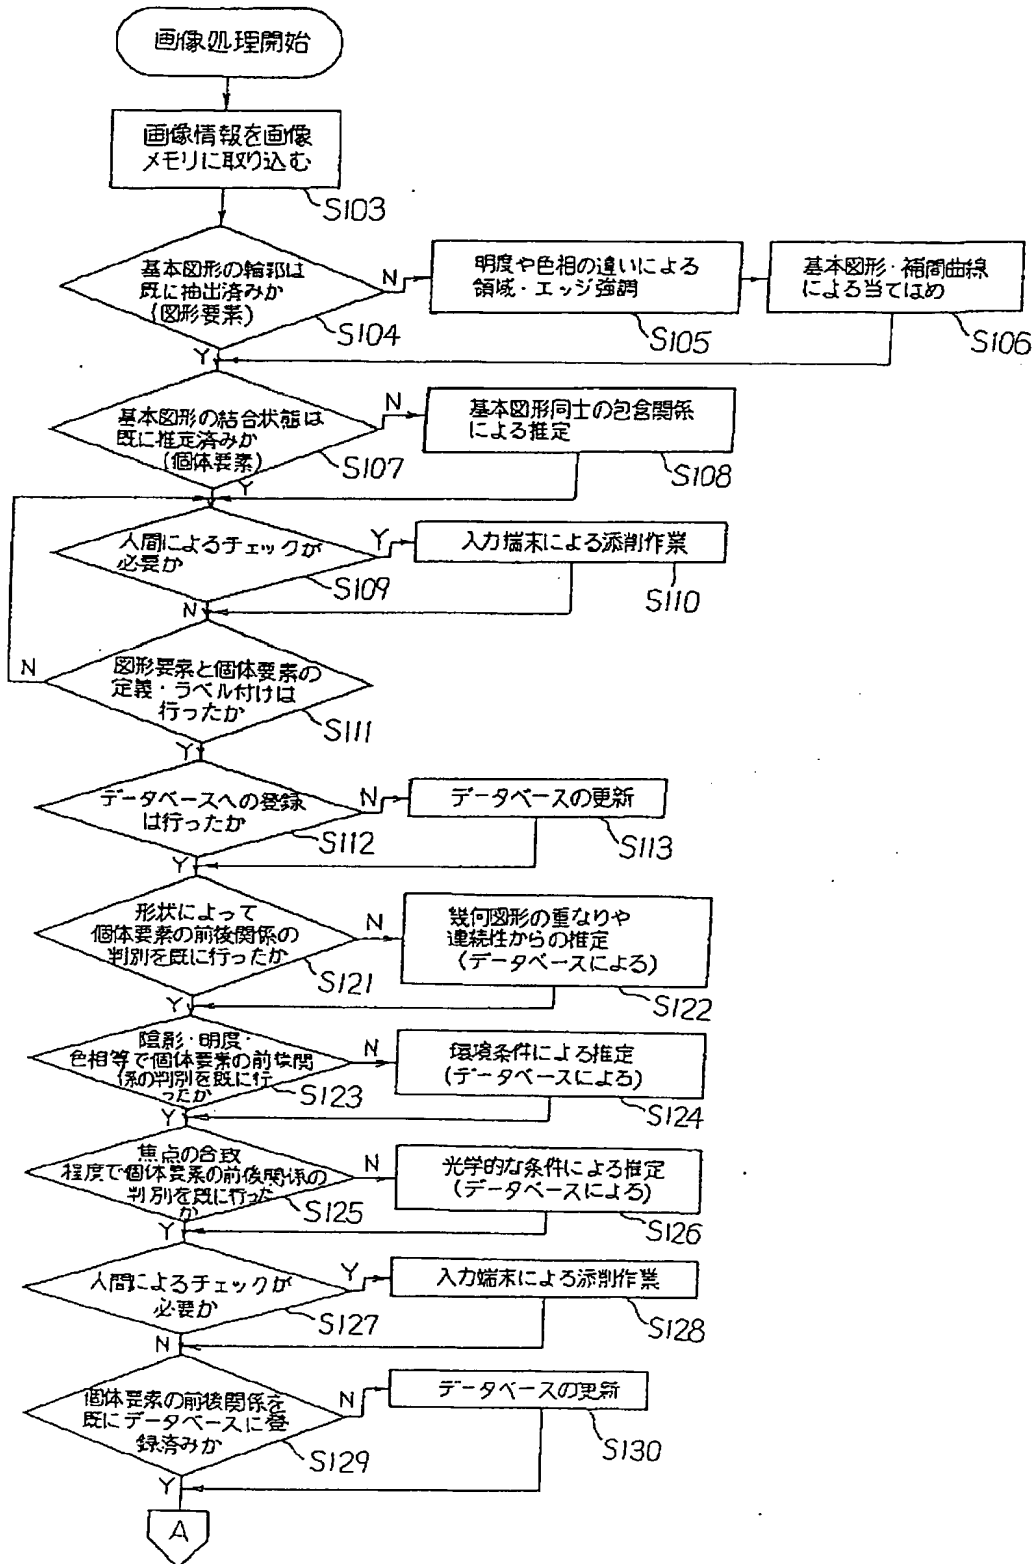 画像処理開始
画像情報を画像
メモリに取り込む
S103
基本図形の輪郭は
既に抽出済みか
(図形要素)
S104
N
明度や色相の違いによる
領域・エッジ強調
S105
基本図形・補間曲線
による当てはめ
S106
Y
基本図形の結合状態は
既に推定済みか
(個体要素)
S107
N
基本図形同士の包含関係
による推定
S108
Y
人間によるチェックが
必要か
S109
Y
入力端末による添削作業
S110
N
図形要素と個体要素の
定義・ラベル付けは
行ったか
S111
N
Y
データベースへの登録
は行ったか
S112
N
データベースの更新
S113
Y
形状によって
個体要素の前後関係の
判別を既に行ったか
S121
N
幾何図形の重なりや
連続性からの推定
(データベースによる)
S122
Y
陰影・明度・
色相等で個体要素の前後関
係の判別を既に行
ったか
S123
N
環境条件による推定
(データベースによる)
S124
Y
焦点の合致
程度で個体要素の前後関係の
判別を既に行った
か
S125
N
光学的な条件による推定
(データベースによる)
S126
Y
人間によるチェックが
必要か
S127
Y
入力端末による添削作業
S128
N
個体要素の前後関係を
既にデータベースに登
録済みか
S129
N
データベースの更新
S130
Y
A